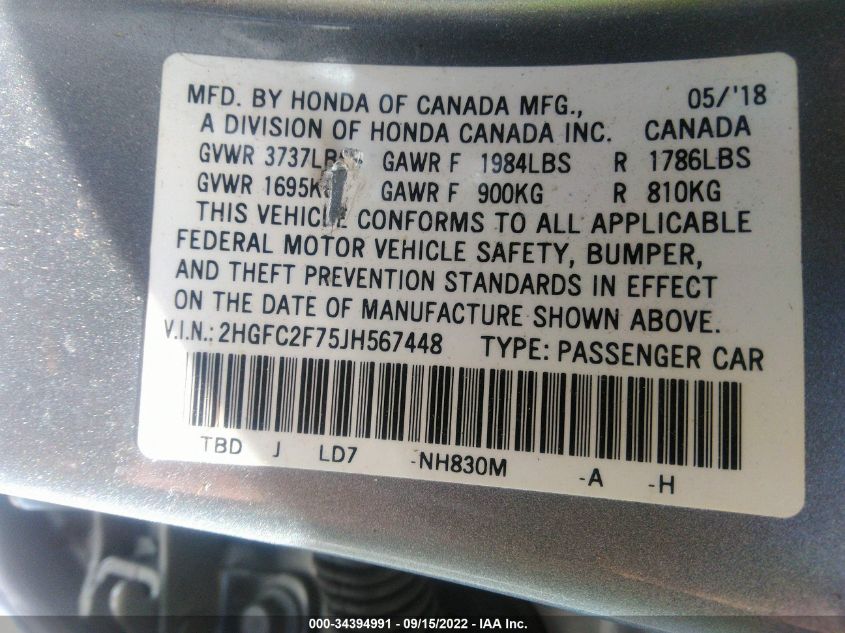 MFD. BY HONDA OF CANADA MFG., 05/'18
A DIVISION OF HONDA CANADA INC. CANADA
GVWR 3737LBS GAWR F 1984LBS R 1786LBS
GVWR 1695KG GAWR F 900KG R 810KG
THIS VEHICLE CONFORMS TO ALL APPLICABLE
FEDERAL MOTOR VEHICLE SAFETY, BUMPER,
AND THEFT PREVENTION STANDARDS IN EFFECT
ON THE DATE OF MANUFACTURE SHOWN ABOVE.
V.I.N.: 2HGFC2F75JH567448 TYPE: PASSENGER CAR
TBD J LD7 -NH830M -A -H
000-34394991 - 09/15/2022 - IAA Inc.